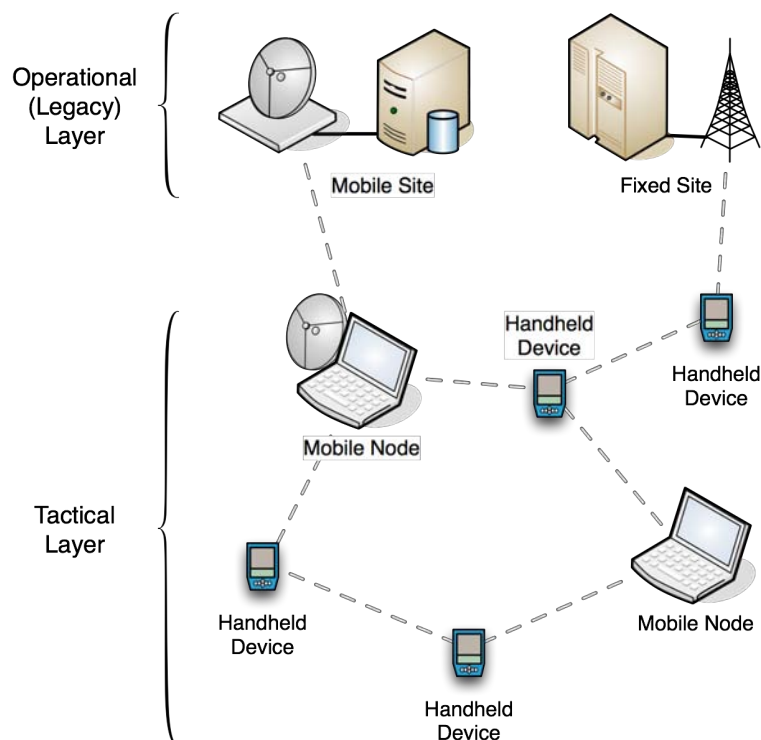 Operational
(Legacy)
Layer
Mobile Site
Fixed Site
Handheld
Device
Handheld
Device
Mobile Node
Tactical
Layer
Handheld
Device
Mobile Node
Handheld
Device